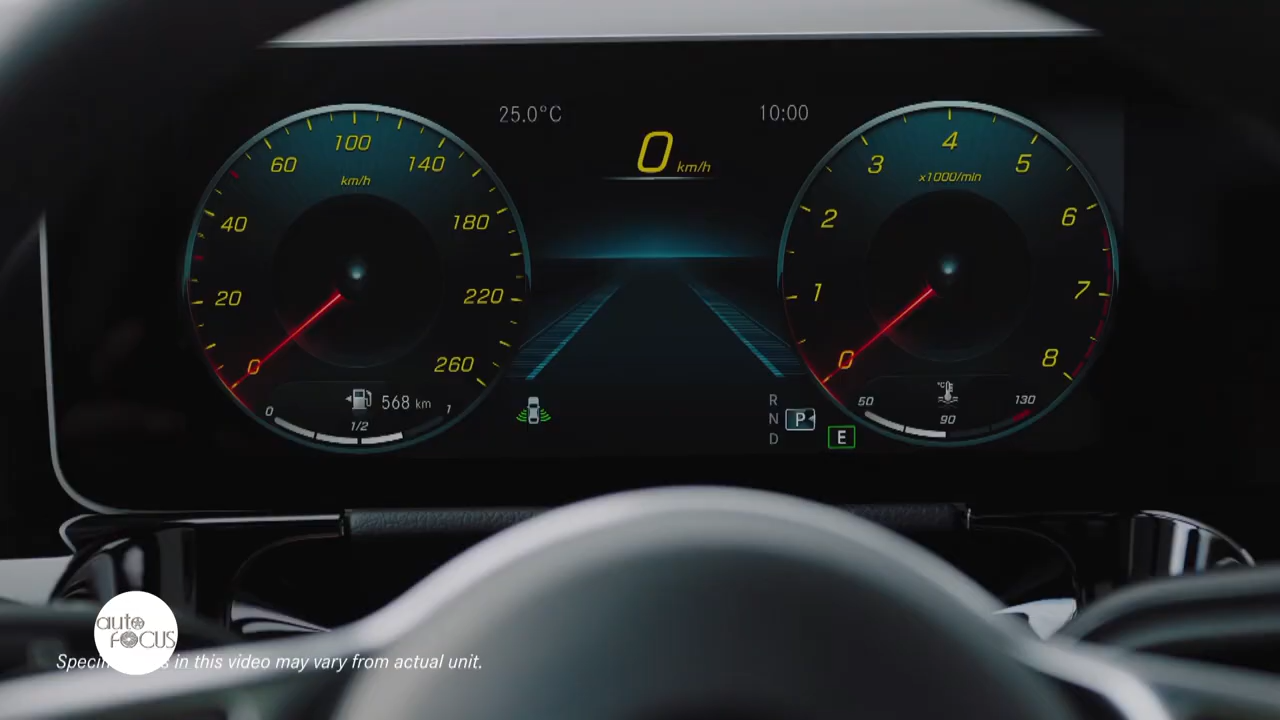 25.0°C
10:00
0 km/h
100
60
140
km/h
40
180
20
220
0
260
568 km
0
1/2
1
4
3
5
x1000/min
2
6
1
7
0
8
°C
50
90
130
R
N
P
D
E
auto
FOCUS
in this video may vary from actual unit.